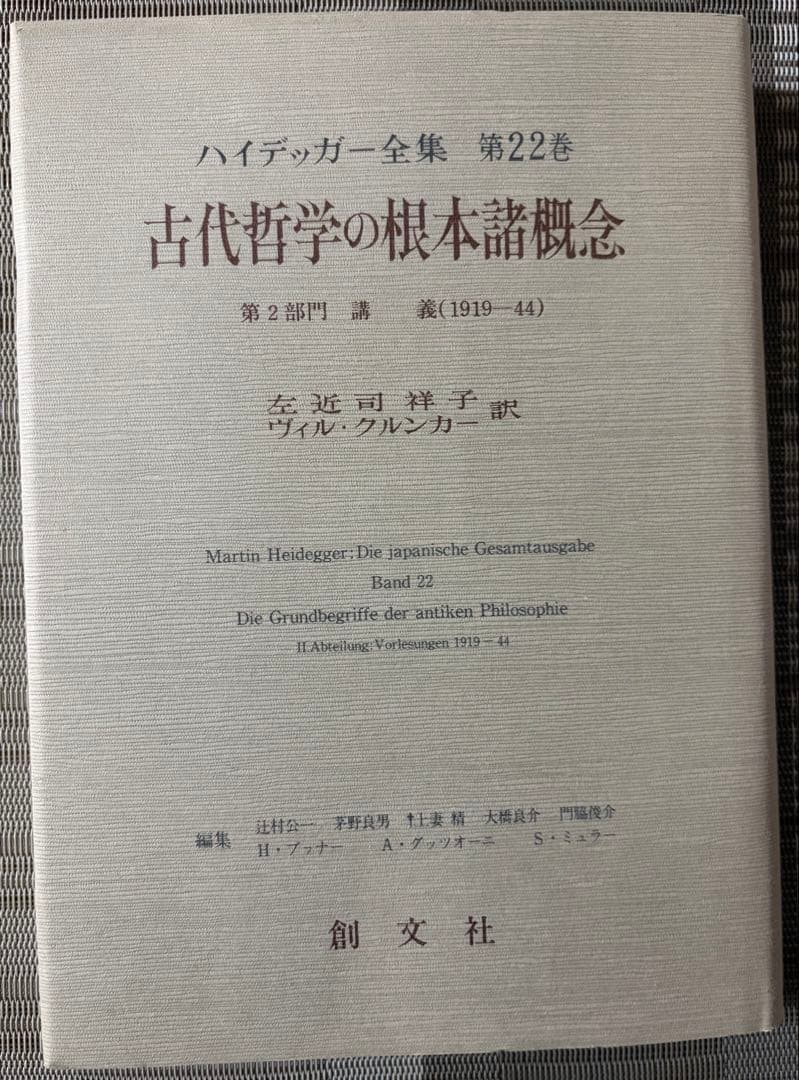 ハイデッガー全集 第22巻
古代哲学の根本諸概念
第2部門 講 義(1919―44)
左近司祥子
ヴィル・クルンカー 訳
Martin Heidegger: Die japanische Gesamtausgabe
Band 22
Die Grundbegriffe der antiken Philosophie
II.Abteilung: Vorlesungen 1919 − 44
編集 辻村公一 茅野良男 †上妻 精 大橋良介 門脇俊介
H・ブァナー A・グッツオーニ S・ミュラー
創文社